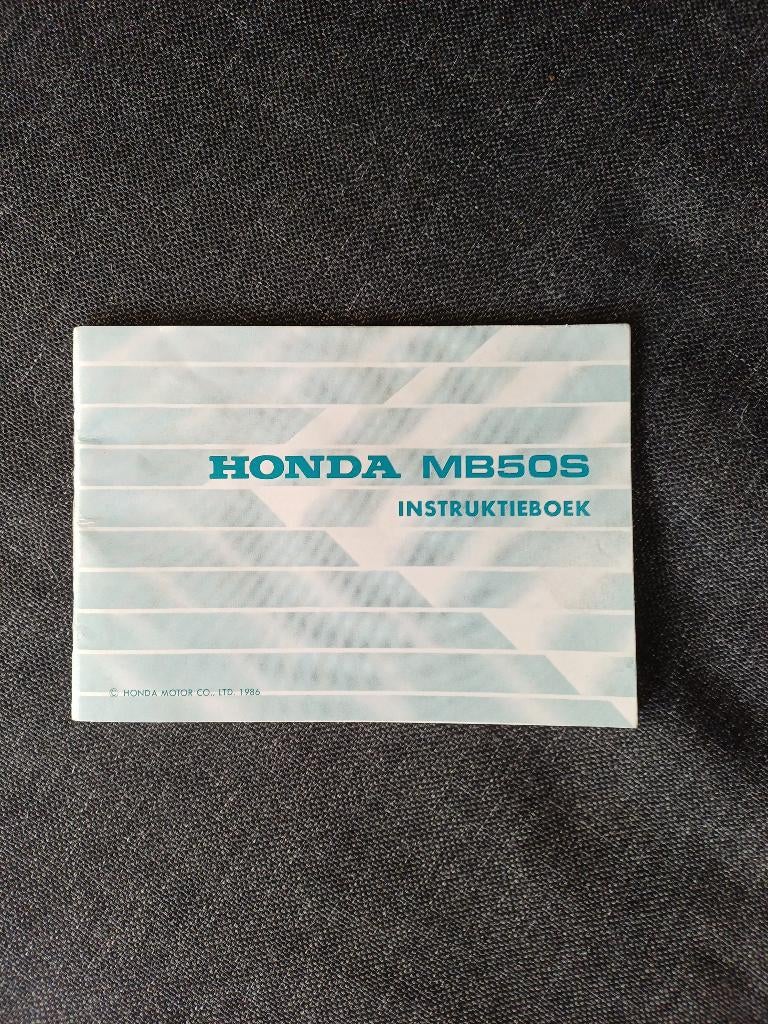 HONDA MB50S
INSTRUKTIEBOEK
© HONDA MOTOR CO., LTD. 1986